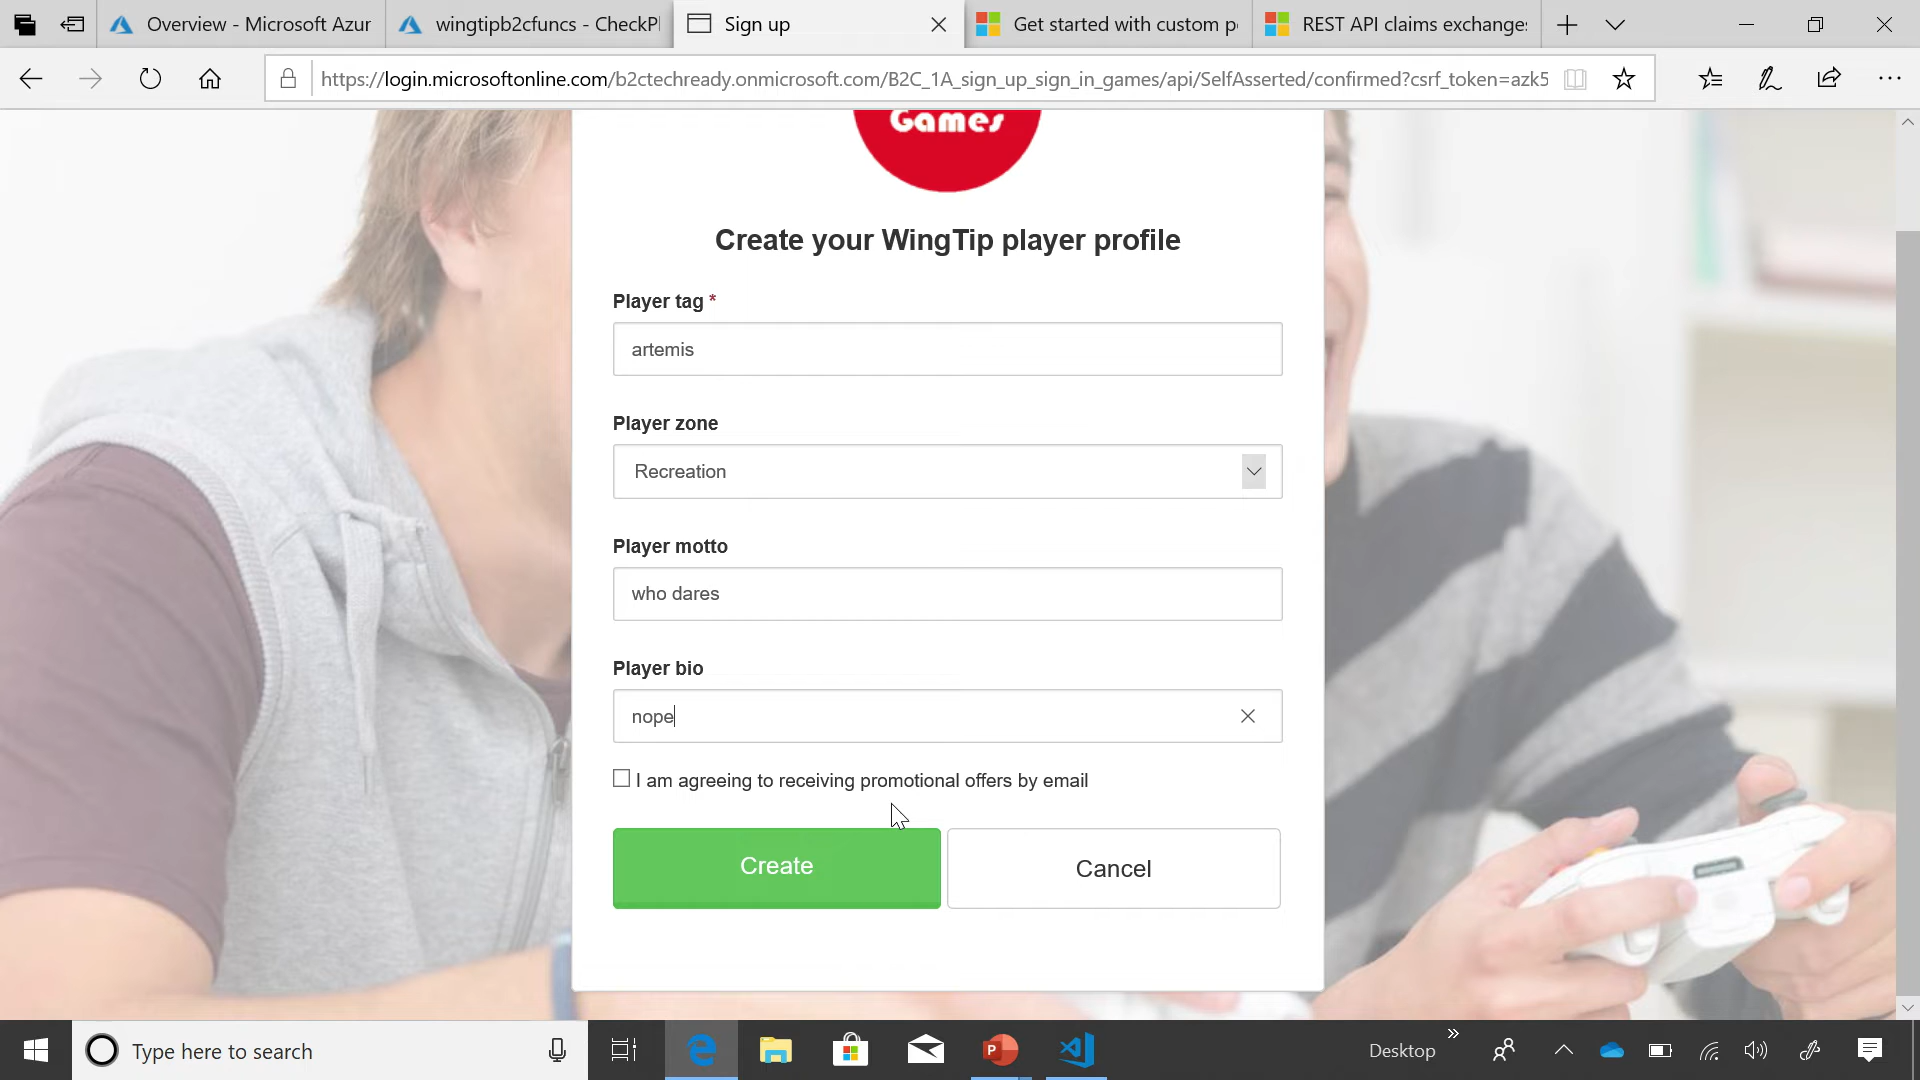 Overview - Microsoft Azur
wingtipb2cfuncs - CheckPl
Sign up
Get started with custom p
REST API claims exchange
https://login.microsoftonline.com/b2ctechready.onmicrosoft.com/B2C_1A_sign_up_sign_in_games/api/SelfAsserted/confirmed?csrf_token=azk5
Games
Create your WingTip player profile
Player tag *
artemis
Player zone
Recreation
Player motto
who dares
Player bio
nope
I am agreeing to receiving promotional offers by email
Create
Cancel
Type here to search
Desktop